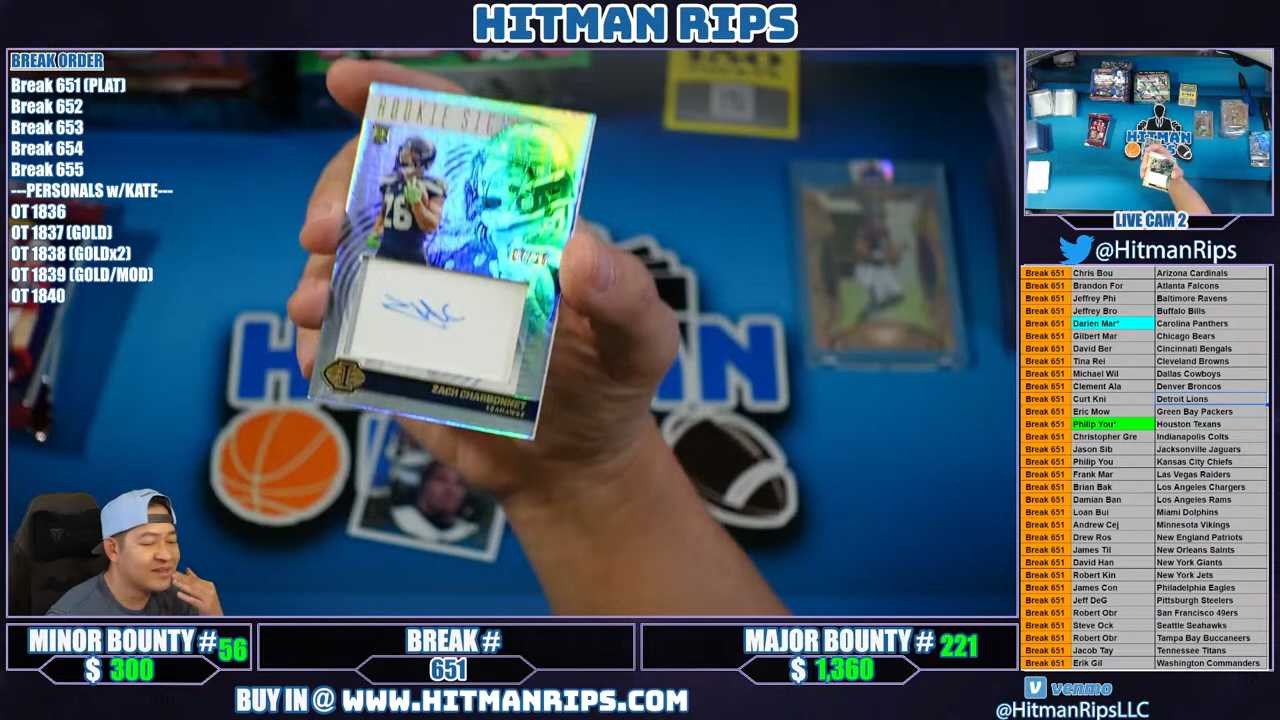 HITMAN RIPS
BREAK ORDER
Break 651 (PLAT)
Break 652
Break 653
Break 654
Break 655
---PERSONALS w/KATE---
OT 1836
OT 1837 (GOLD)
OT 1838 (GOLDx2)
OT 1839 (GOLD/MOD)
OT 1840
ROOKIE
26
ZACH CHARBONNET
SEAHAWKS
HITMAN
RIPS
LIVE CAM 2
@HitmanRips
Break 651 Chris Bou Arizona Cardinals
Break 651 Brandon For Atlanta Falcons
Break 651 Jeffrey Phi Baltimore Ravens
Break 651 Jeffrey Bro Buffalo Bills
Break 651 Darien Mar* Carolina Panthers
Break 651 Gilbert Mar Chicago Bears
Break 651 David Ber Cincinnati Bengals
Break 651 Tina Rei Cleveland Browns
Break 651 Michael Wil Dallas Cowboys
Break 651 Clement Ala Denver Broncos
Break 651 Curt Kni Detroit Lions
Break 651 Eric Mow Green Bay Packers
Break 651 Philip You* Houston Texans
Break 651 Christopher Gre Indianapolis Colts
Break 651 Jason Sib Jacksonville Jaguars
Break 651 Philip You Kansas City Chiefs
Break 651 Frank Mar Las Vegas Raiders
Break 651 Brian Bak Los Angeles Chargers
Break 651 Damian Ban Los Angeles Rams
Break 651 Loan Bui Miami Dolphins
Break 651 Andrew Cej Minnesota Vikings
Break 651 Drew Ros New England Patriots
Break 651 James Til New Orleans Saints
Break 651 David Han New York Giants
Break 651 Robert Kin New York Jets
Break 651 James Con Philadelphia Eagles
Break 651 Jeff DeG Pittsburgh Steelers
Break 651 Robert Obr San Francisco 49ers
Break 651 Steve Ock Seattle Seahawks
Break 651 Robert Obr Tampa Bay Buccaneers
Break 651 Jacob Tay Tennessee Titans
Break 651 Erik Gil Washington Commanders
MINOR BOUNTY # 56
$ 300
BREAK #
651
MAJOR BOUNTY # 221
$ 1,360
BUY IN @ WWW.HITMANRIPS.COM
venmo
@HitmanRipsLLC